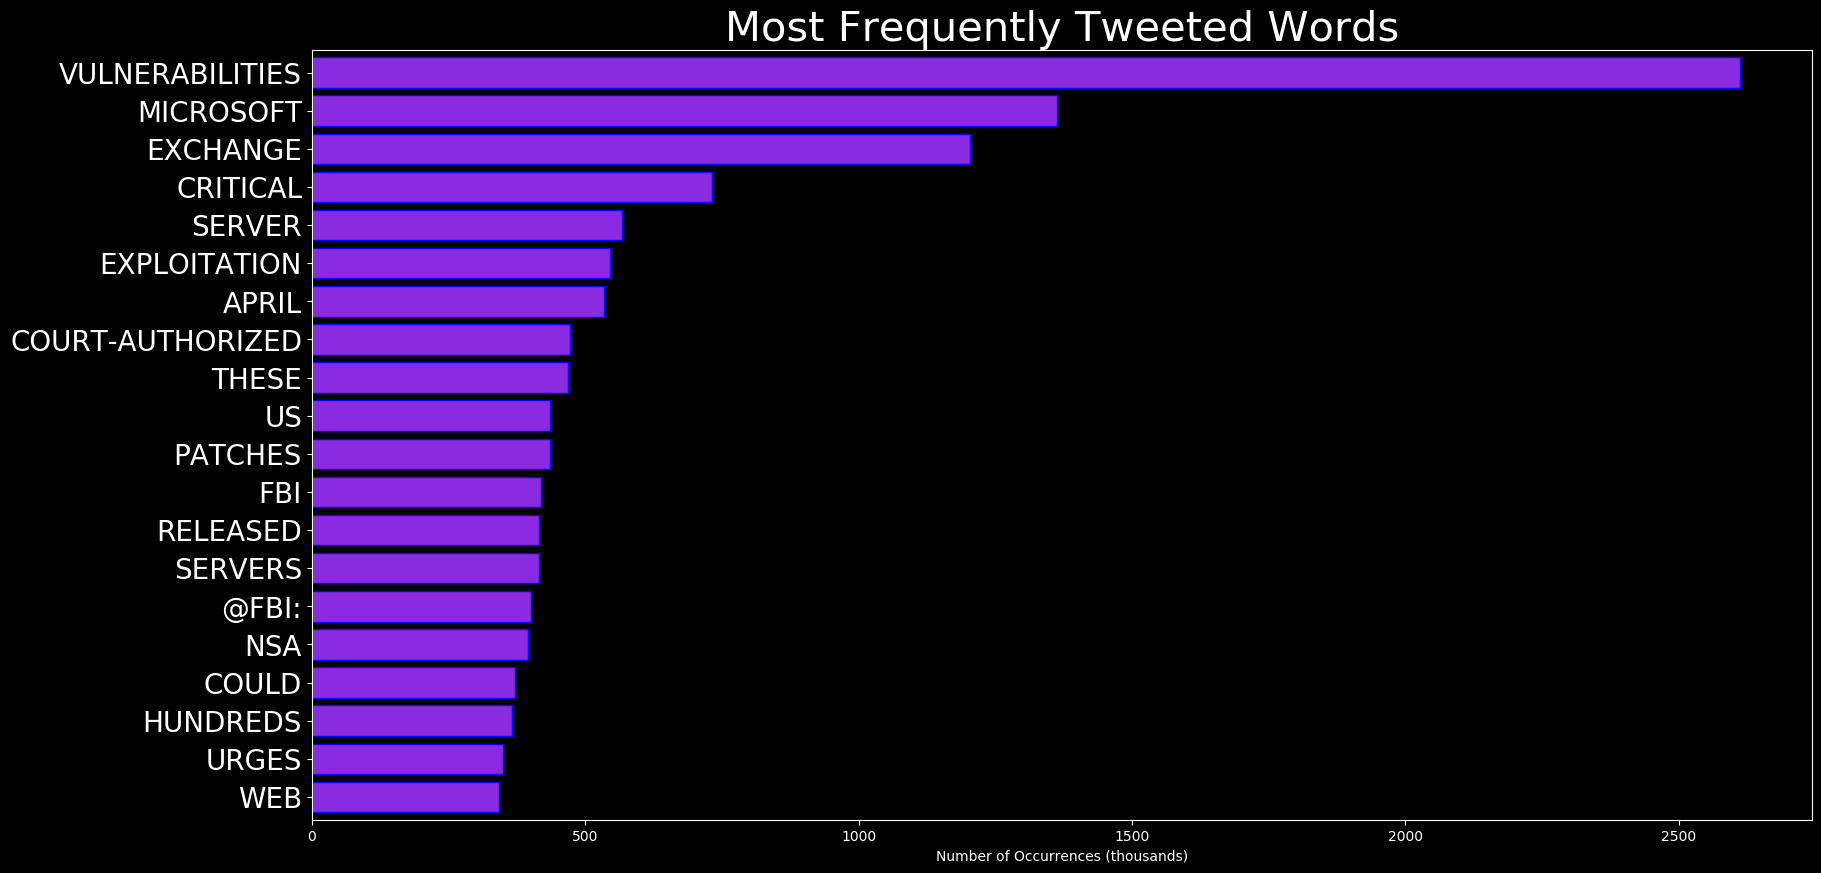 Most Frequently Tweeted Words
VULNERABILITIES
MICROSOFT
EXCHANGE
CRITICAL
SERVER
EXPLOITATION
APRIL
COURT-AUTHORIZED
THESE
US
PATCHES
FBI
RELEASED
SERVERS
@FBI:
NSA
COULD
HUNDREDS
URGES
WEB
0 500 1000 1500 2000 2500
Number of Occurrences (thousands)